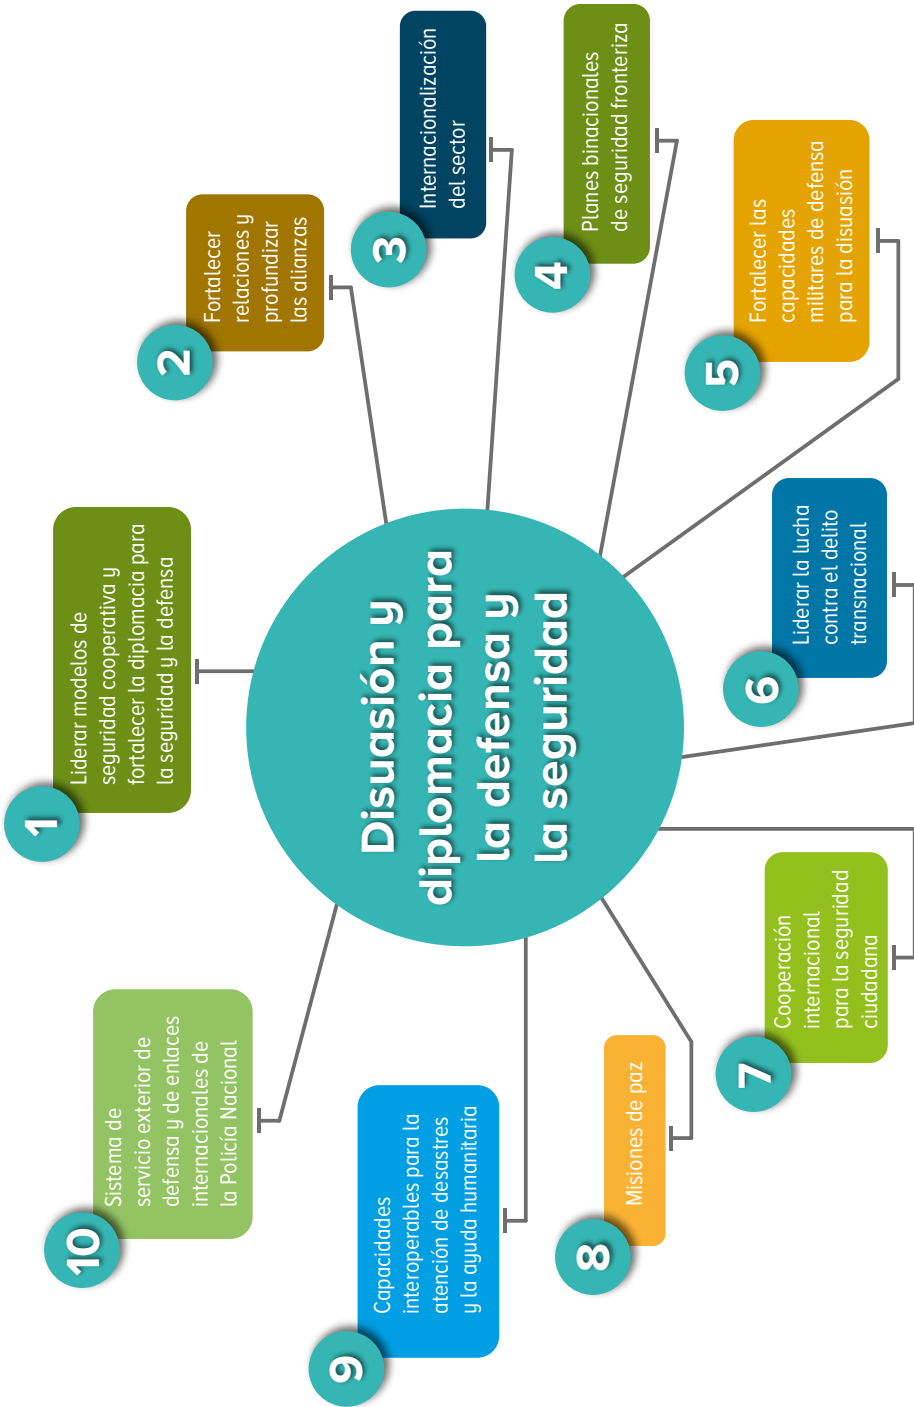 Disuasión y
diplomacia para
la defensa y
la seguridad
1
Liderar modelos de
seguridad cooperativa y
fortalecer la diplomacia para
la seguridad y la defensa
2
Fortalecer
relaciones y
profundizar
las alianzas
3
Internacionalización
del sector
4
Planes binacionales
de seguridad fronteriza
5
Fortalecer las
capacidades
militares de defensa
para la disuasión
6
Liderar la lucha
contra el delito
transnacional
7
Cooperación
internacional
para la seguridad
ciudadana
8
Misiones de paz
9
Capacidades
interoperables para la
atención de desastres
y la ayuda humanitaria
10
Sistema de
servicio exterior de
defensa y de enlaces
internacionales de
la Policía Nacional